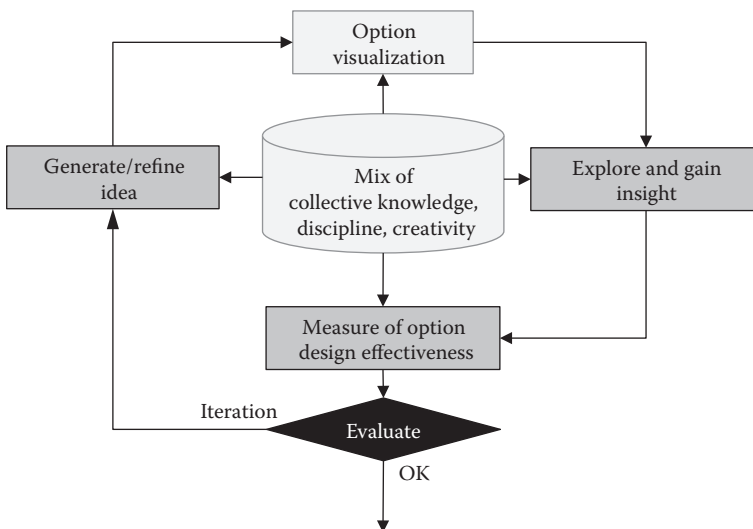 Option
visualization
Generate/refine
idea
Mix of
collective knowledge,
discipline, creativity
Explore and gain
insight
Measure of option
design effectiveness
Iteration
Evaluate
OK